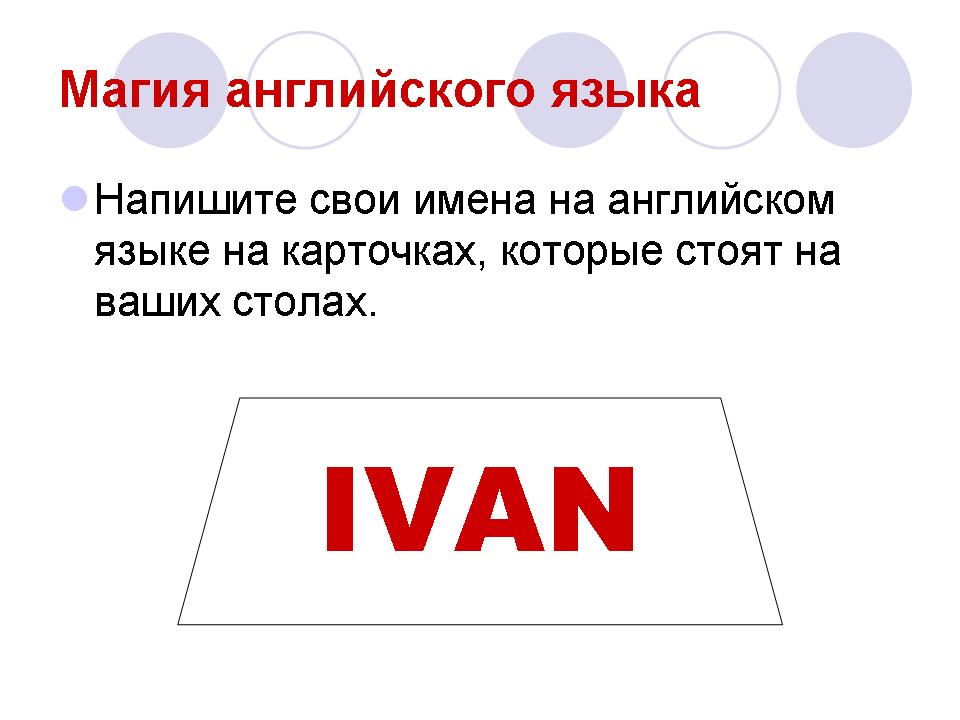 Магия английского языка
Напишите свои имена на английском
языке на карточках, которые стоят на
ваших столах.
IVAN